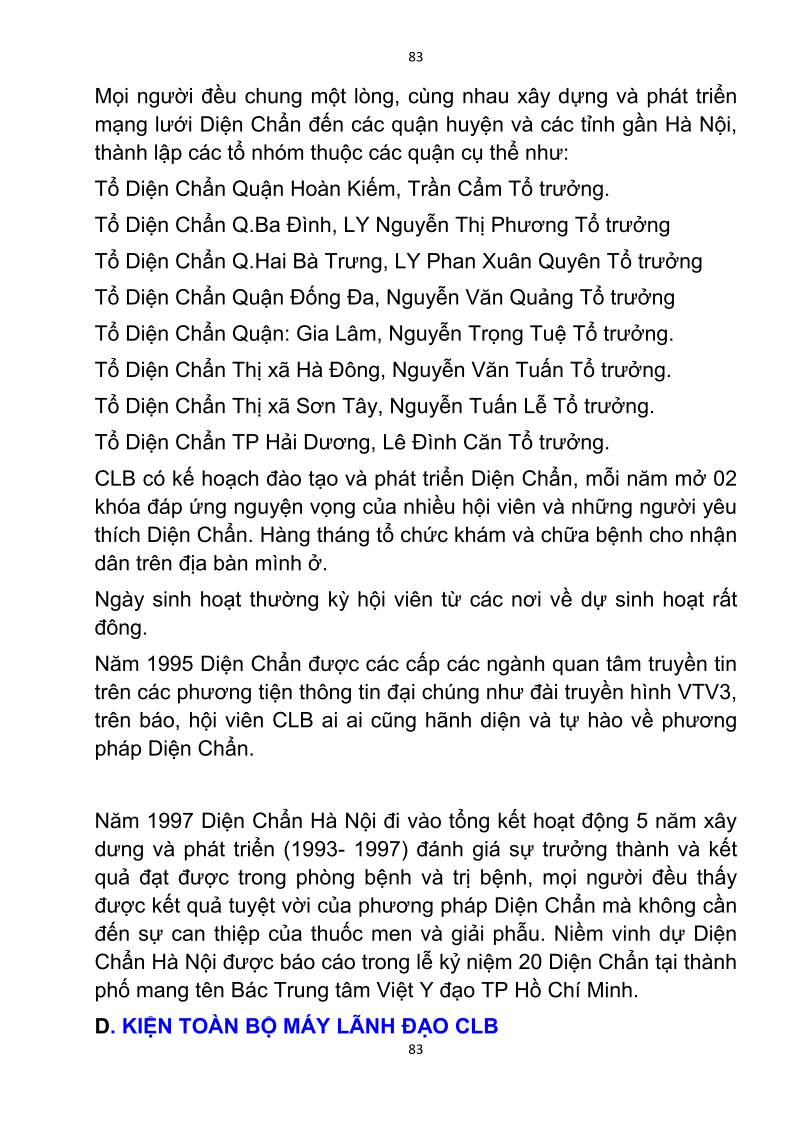 83
Mọi người đều chung một lòng, cùng nhau xây dựng và phát triển
mạng lưới Diện Chẩn đến các quận huyện và các tỉnh gần Hà Nội,
thành lập các tổ nhóm thuộc các quận cụ thể như:
Tổ Diện Chẩn Quận Hoàn Kiếm, Trần Cẩm Tổ trưởng.
Tổ Diện Chẩn Q.Ba Đình, LY Nguyễn Thị Phương Tổ trưởng
Tổ Diện Chẩn Q.Hai Bà Trưng, LY Phan Xuân Quyên Tổ trưởng
Tổ Diện Chẩn Quận Đống Đa, Nguyễn Văn Quảng Tổ trưởng
Tổ Diện Chẩn Quận: Gia Lâm, Nguyễn Trọng Tuệ Tổ trưởng.
Tổ Diện Chẩn Thị xã Hà Đông, Nguyễn Văn Tuấn Tổ trưởng.
Tổ Diện Chẩn Thị xã Sơn Tây, Nguyễn Tuấn Lễ Tổ trưởng.
Tổ Diện Chẩn TP Hải Dương, Lê Đình Căn Tổ trưởng.
CLB có kế hoạch đào tạo và phát triển Diện Chẩn, mỗi năm mở 02
khóa đáp ứng nguyện vọng của nhiều hội viên và những người yêu
thích Diện Chẩn. Hàng tháng tổ chức khám và chữa bệnh cho nhận
dân trên địa bàn mình ở.
Ngày sinh hoạt thường kỳ hội viên từ các nơi về dự sinh hoạt rất
đông.
Năm 1995 Diện Chẩn được các cấp các ngành quan tâm truyền tin
trên các phương tiện thông tin đại chúng như đài truyền hình VTV3,
trên báo, hội viên CLB ai ai cũng hãnh diện và tự hào về phương
pháp Diện Chẩn.
Năm 1997 Diện Chẩn Hà Nội đi vào tổng kết hoạt động 5 năm xây
dưng và phát triển (1993- 1997) đánh giá sự trưởng thành và kết
quả đạt được trong phòng bệnh và trị bệnh, mọi người đều thấy
được kết quả tuyệt vời của phương pháp Diện Chẩn mà không cần
đến sự can thiệp của thuốc men và giải phẫu. Niềm vinh dự Diện
Chẩn Hà Nội được báo cáo trong lễ kỷ niệm 20 Diện Chẩn tại thành
phố mang tên Bác Trung tâm Việt Y đạo TP Hồ Chí Minh.
D. KIỆN TOÀN BỘ MÁY LÃNH ĐẠO CLB
83